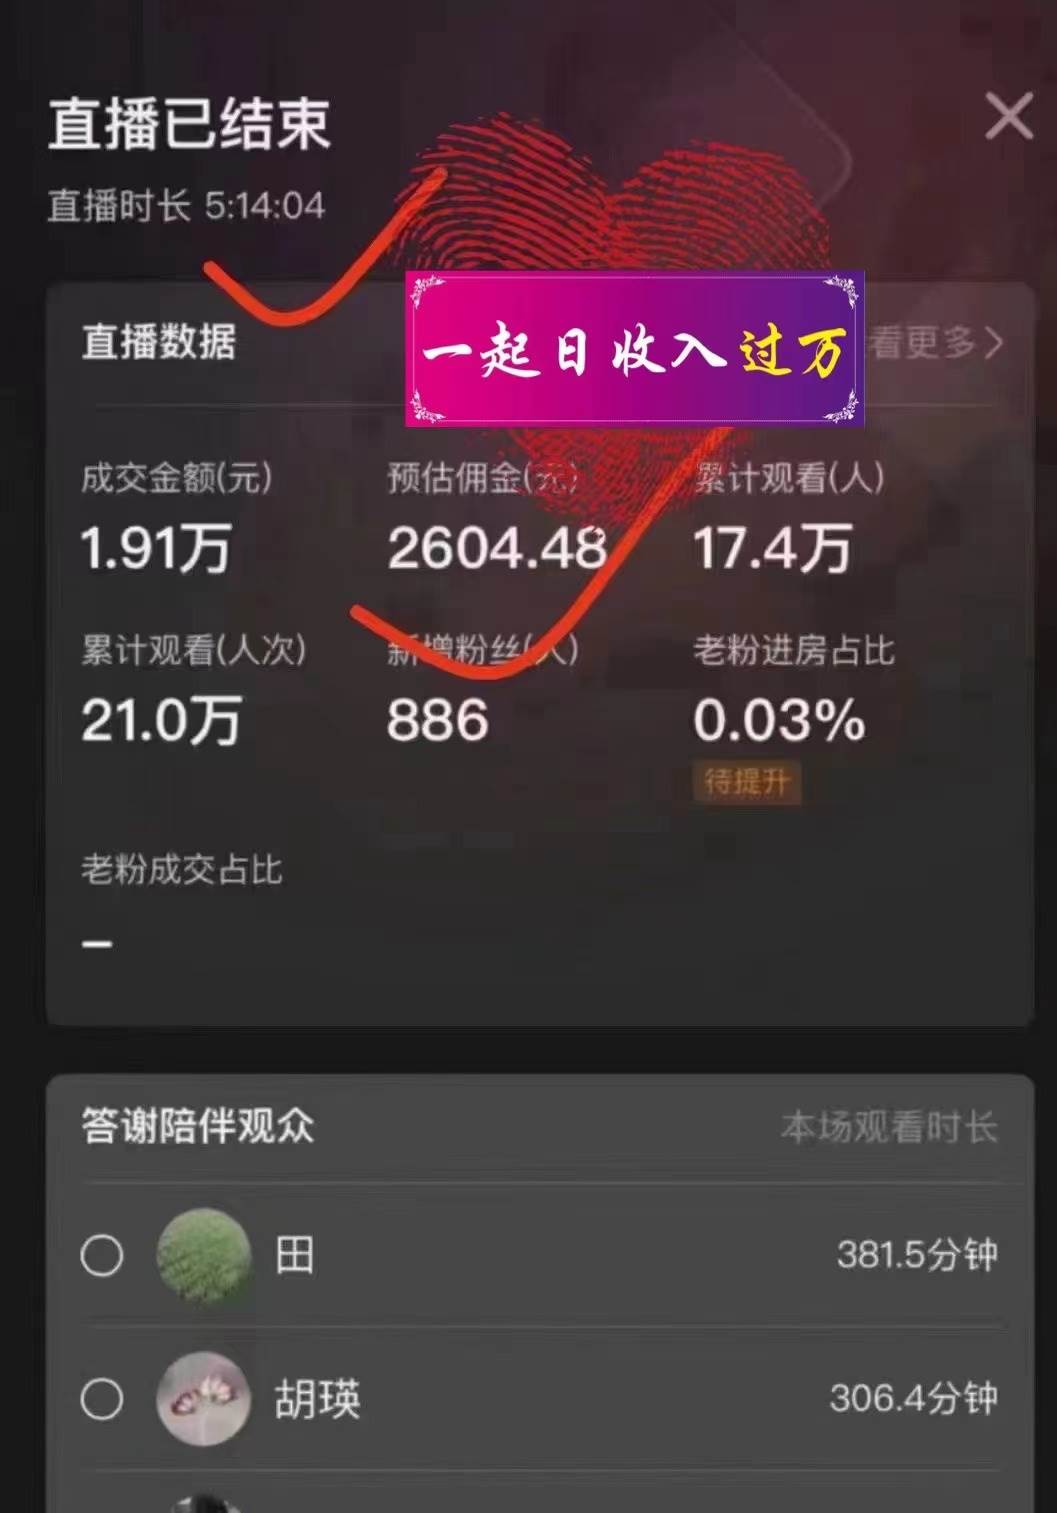 直播已结束
直播时长 5:14:04
直播数据
一起日收入过万
看更多
成交金额(元) 预估佣金(元) 累计观看(人)
1.91万 2604.48 17.4万
累计观看(人次) 新增粉丝(人) 老粉进房占比
21.0万 886 0.03%
待提升
老粉成交占比
–
答谢陪伴观众 本场观看时长
田 381.5分钟
胡瑛 306.4分钟